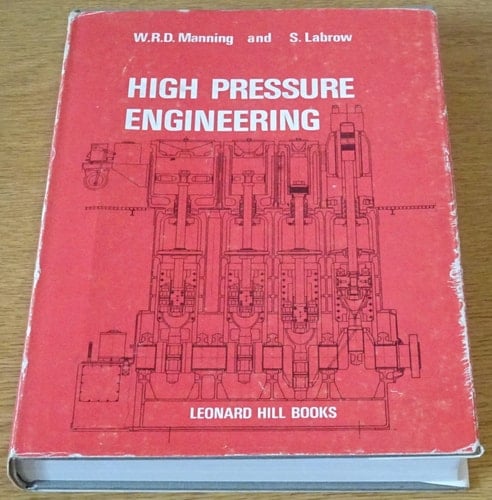 W.R.D. Manning and S. Labrow
HIGH PRESSURE
ENGINEERING
LEONARD HILL BOOKS